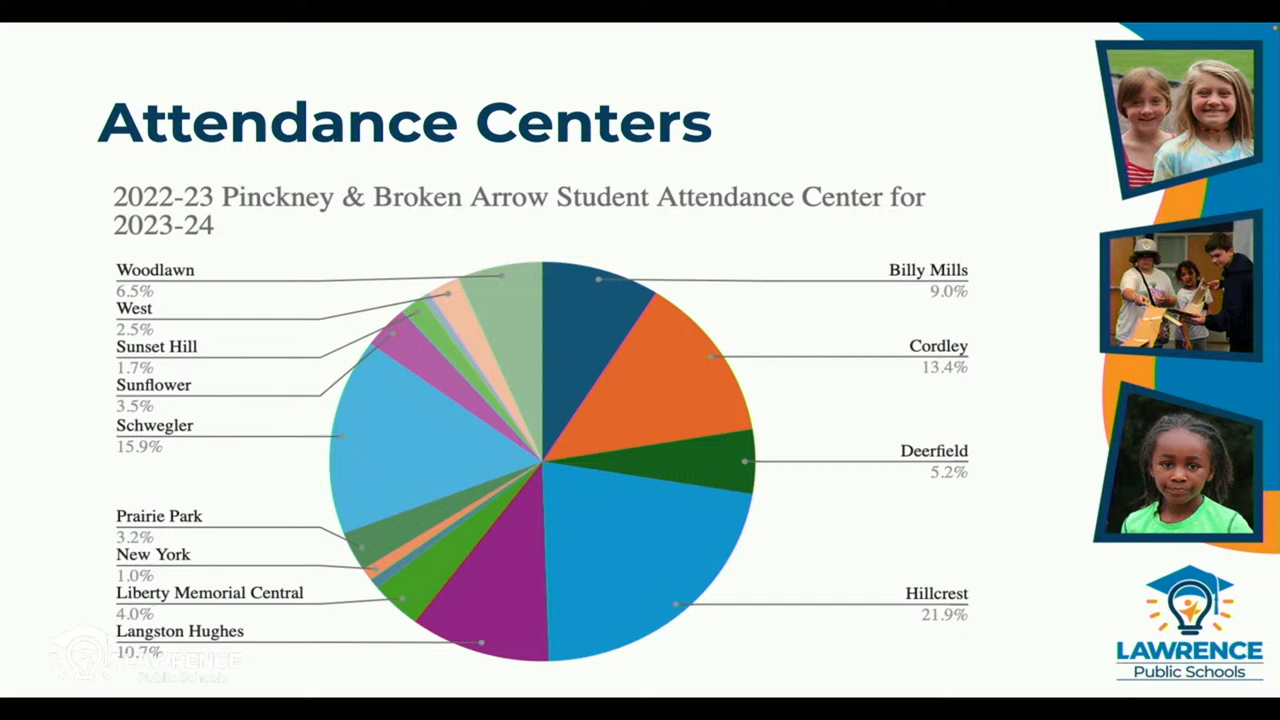 Attendance Centers
2022-23 Pinckney & Broken Arrow Student Attendance Center for
2023-24
Woodlawn
6.5%
West
2.5%
Sunset Hill
1.7%
Sunflower
3.5%
Schwegler
15.9%
Prairie Park
3.2%
New York
1.0%
Liberty Memorial Central
4.0%
Langston Hughes
10.7%
Billy Mills
9.0%
Cordley
13.4%
Deerfield
5.2%
Hillcrest
21.9%
LAWRENCE
Public Schools
LAWRENCE
Public Schools